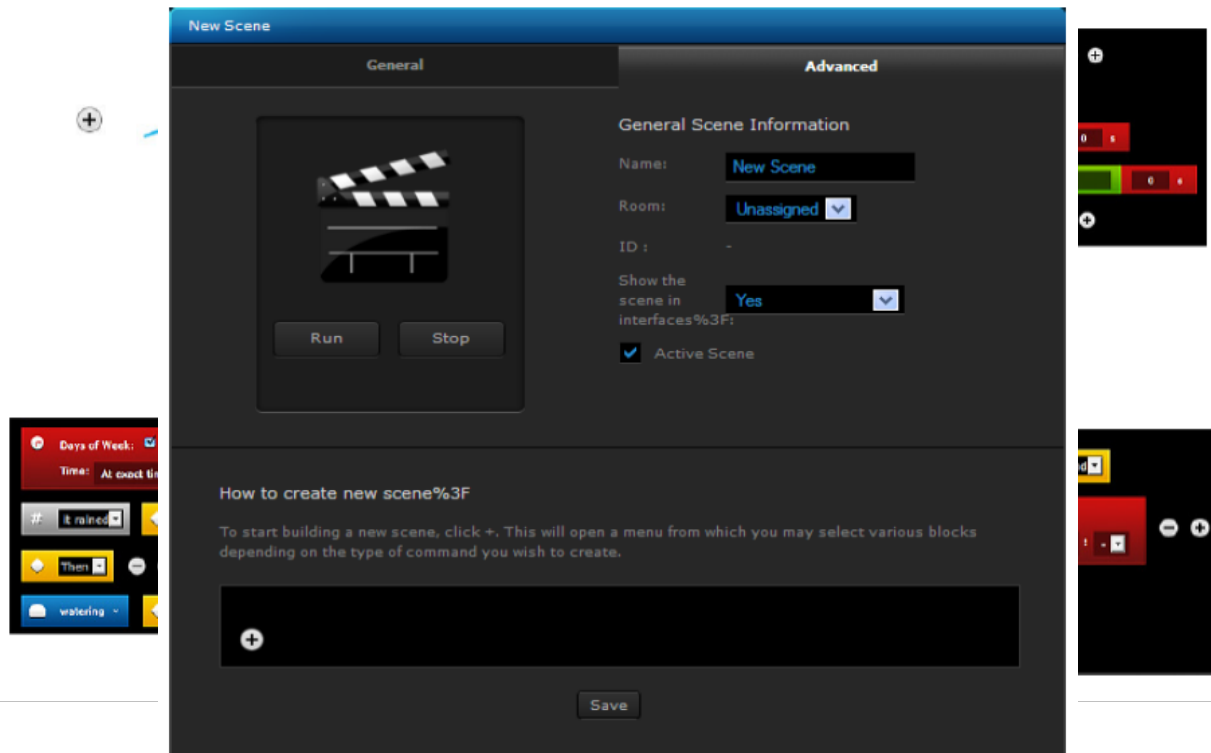 New Scene
General
Advanced
General Scene Information
Name:
New Scene
Room:
Unassigned
ID :
-
Show the
scene in
interfaces%3F:
Yes
Active Scene
Run
Stop
0 s
0
Days of Week:
Time:
At exact
it rained
Then
watering
How to create new scene%3F
To start building a new scene, click +. This will open a menu from which you may select various blocks
depending on the type of command you wish to create.
Save